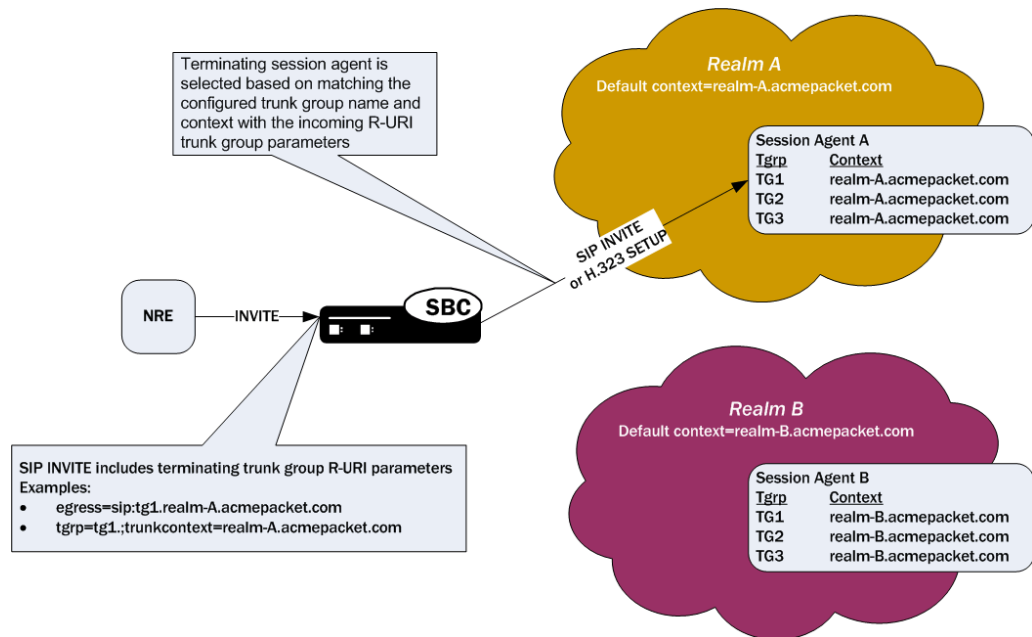 Terminating session agent is
selected based on matching the
configured trunk group name and
context with the incoming R-URI
trunk group parameters
Realm A
Default context=realm-A.acmepacket.com
Session Agent A
Tgrp Context
TG1 realm-A.acmepacket.com
TG2 realm-A.acmepacket.com
TG3 realm-A.acmepacket.com
SIP INVITE
or H.323 SETUP
NRE
INVITE
SBC
Realm B
Default context=realm-B.acmepacket.com
Session Agent B
Tgrp Context
TG1 realm-B.acmepacket.com
TG2 realm-B.acmepacket.com
TG3 realm-B.acmepacket.com
SIP INVITE includes terminating trunk group R-URI parameters
Examples:
• egress=sip:tg1.realm-A.acmepacket.com
• tgrp=tg1.;trunkcontext=realm-A.acmepacket.com